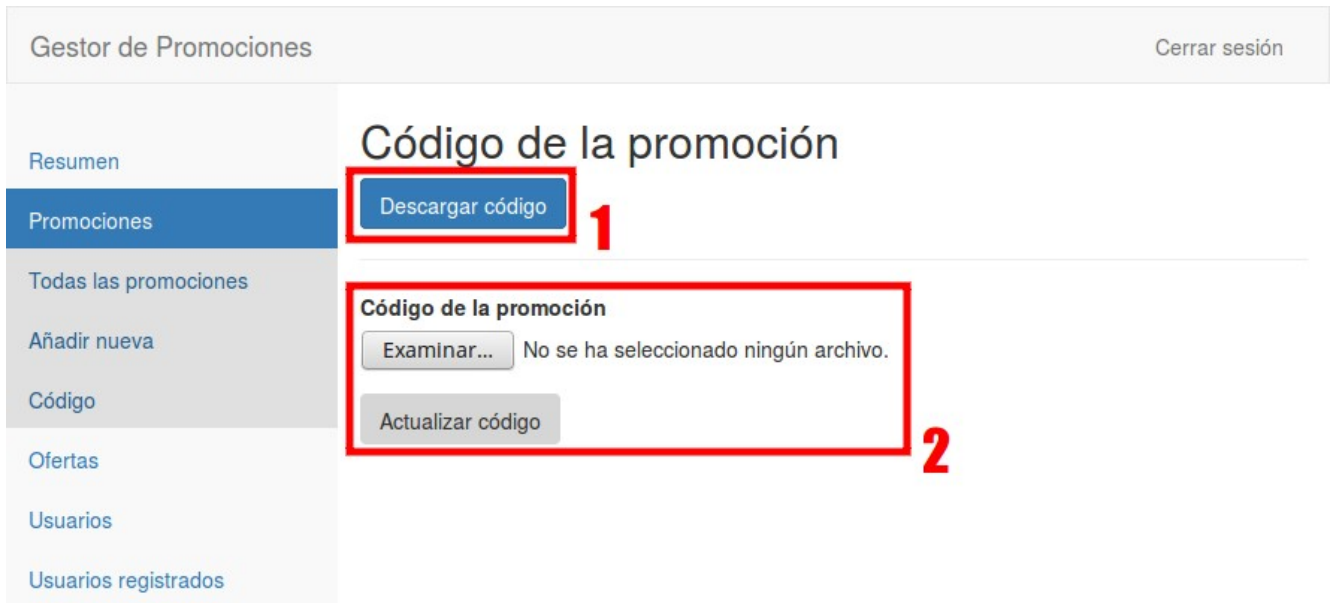 Gestor de Promociones
Cerrar sesión
Resumen
Promociones
Todas las promociones
Añadir nueva
Código
Ofertas
Usuarios
Usuarios registrados
Código de la promoción
Descargar código
1
Código de la promoción
Examinar... No se ha seleccionado ningún archivo.
Actualizar código
2